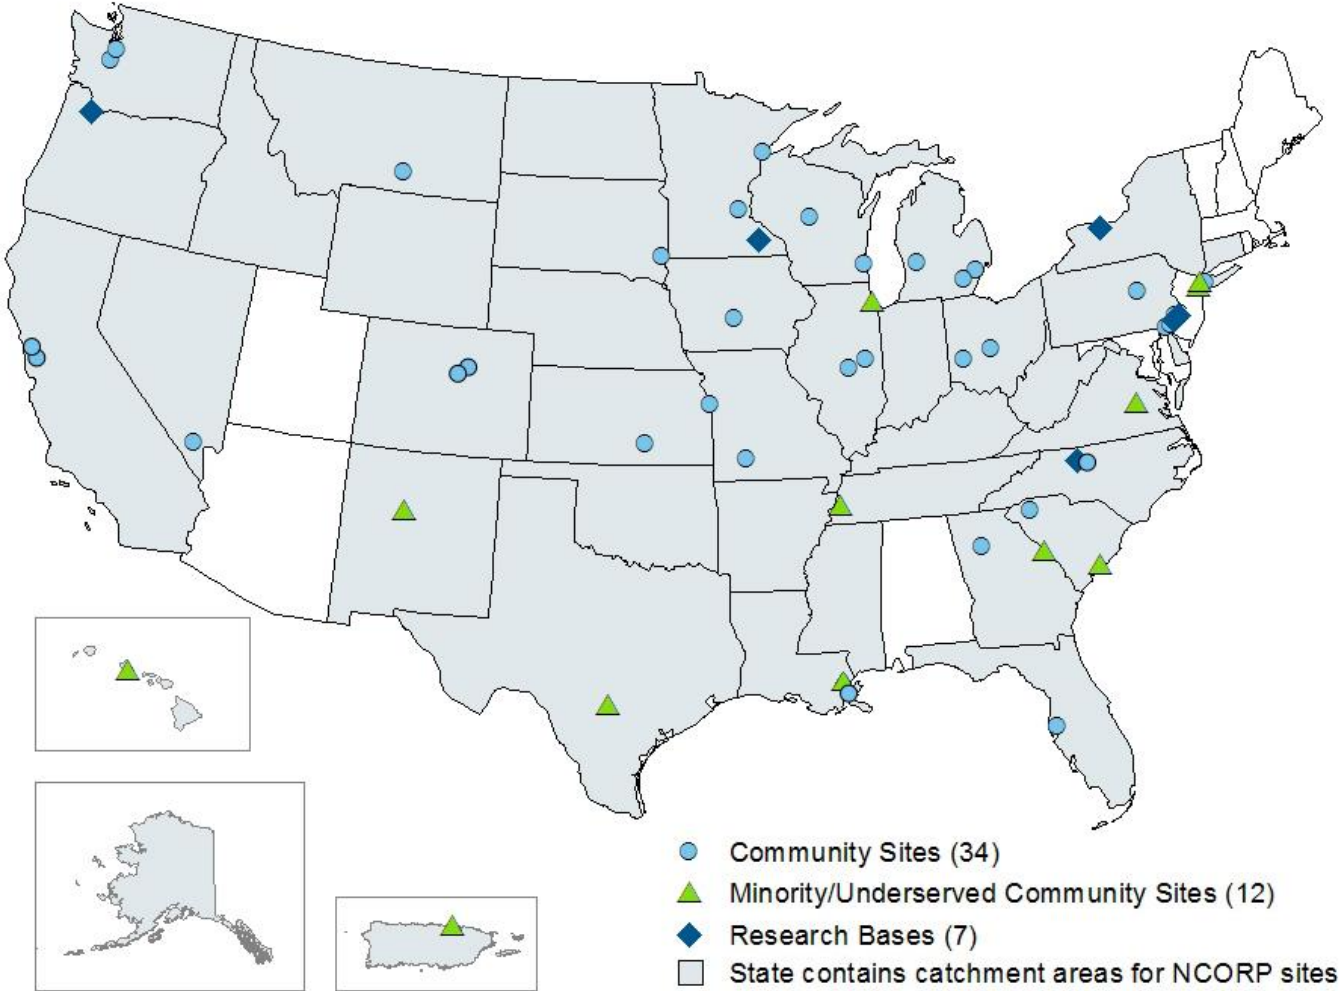 Community Sites (34)
Minority/Underserved Community Sites (12)
Research Bases (7)
State contains catchment areas for NCORP sites